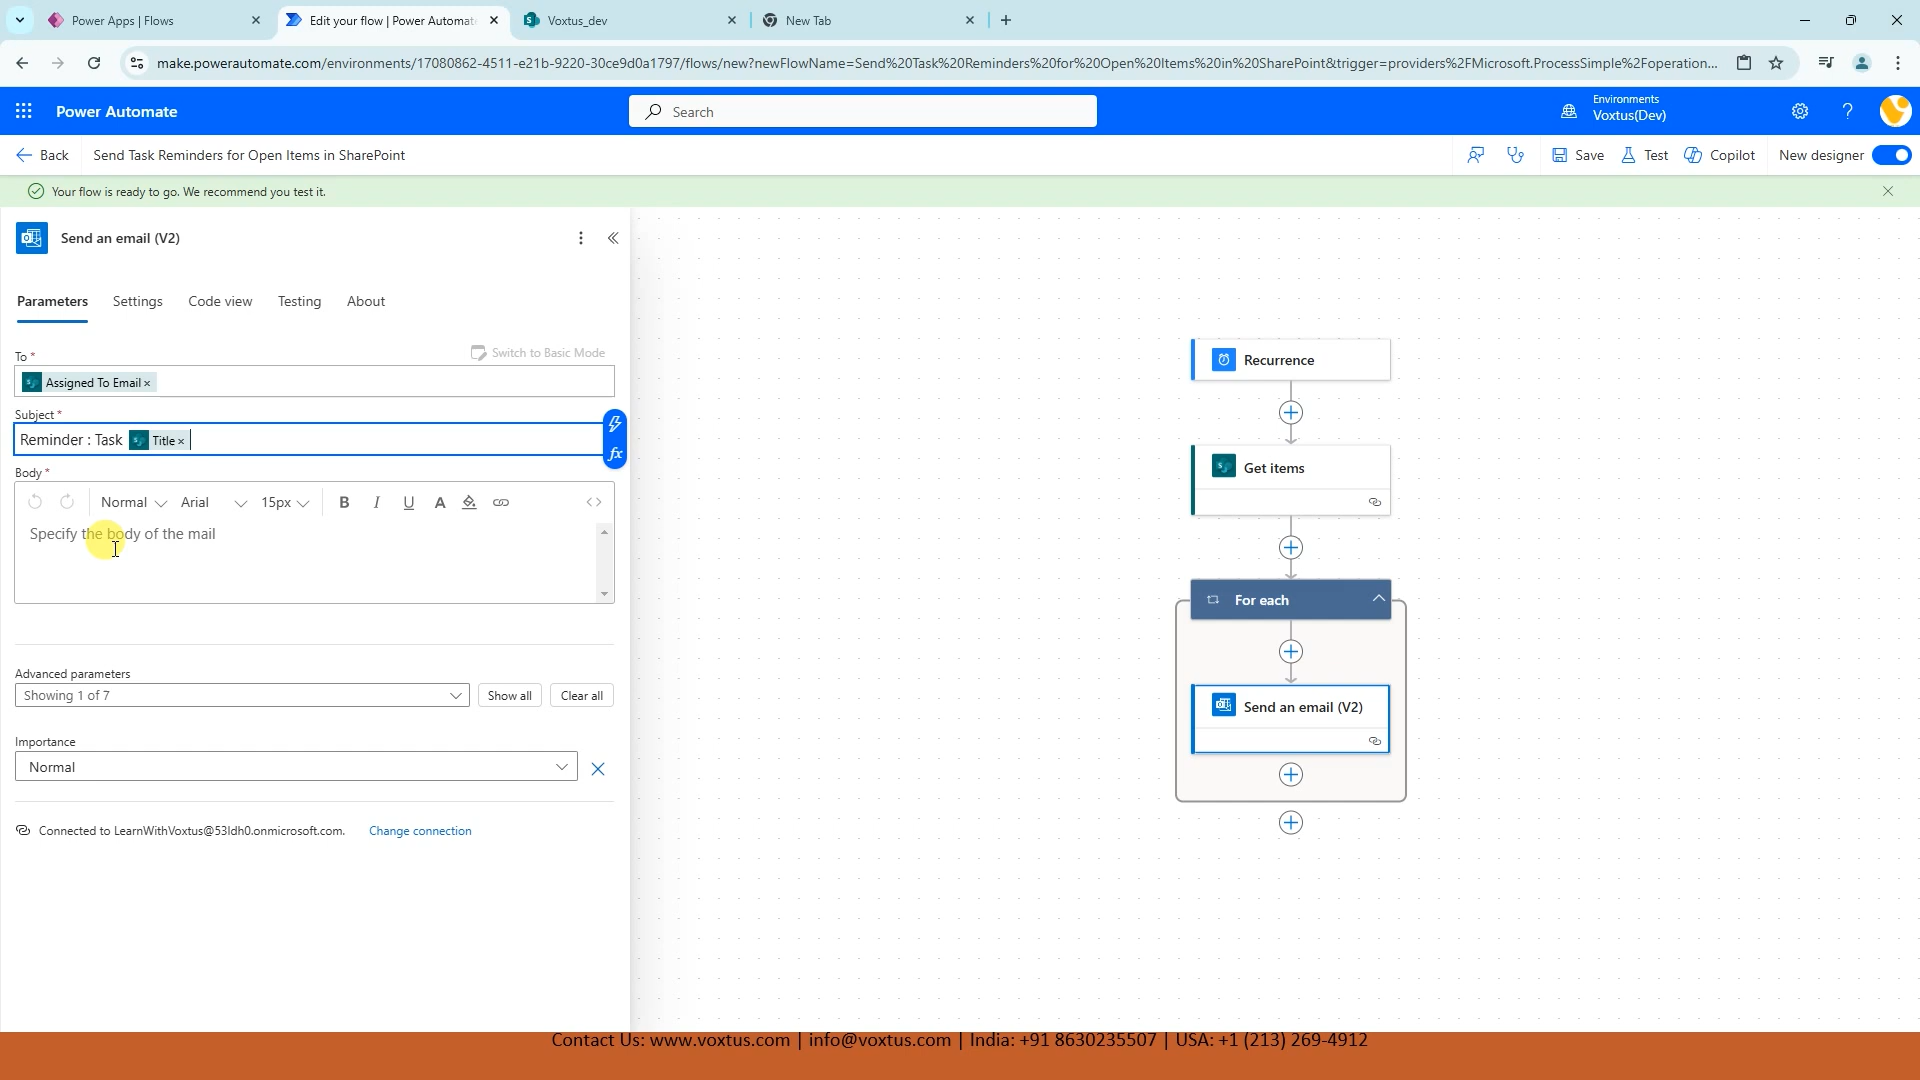 Power Apps | Flows
Edit your flow | Power Automate
Voxtus_dev
New Tab
make.powerautomate.com/environments/17080862-4511-e21b-9220-30ce9d0a1797/flows/new?newFlowName=Send%20Task%20Reminders%20for%20Open%20Items%20in%20SharePoint&trigger=providers%2FMicrosoft.ProcessSimple%2Foperation...
Power Automate
Search
Environments
Voxtus(Dev)
Back
Send Task Reminders for Open Items in SharePoint
Save
Test
Copilot
New designer
Your flow is ready to go. We recommend you test it.
Send an email (V2)
Parameters
Settings
Code view
Testing
About
To *
Switch to Basic Mode
Assigned To Email ×
Subject *
Reminder : Task Title ×
fx
Body *
Normal
Arial
15px
B
I
U
A
Specify the body of the mail
Advanced parameters
Showing 1 of 7
Show all
Clear all
Importance
Normal
Connected to LearnWithVoxtus@53ldh0.onmicrosoft.com.
Change connection
Recurrence
Get items
For each
Send an email (V2)
Contact Us: www.voxtus.com | info@voxtus.com | India: +91 8630235507 | USA: +1 (213) 269-4912